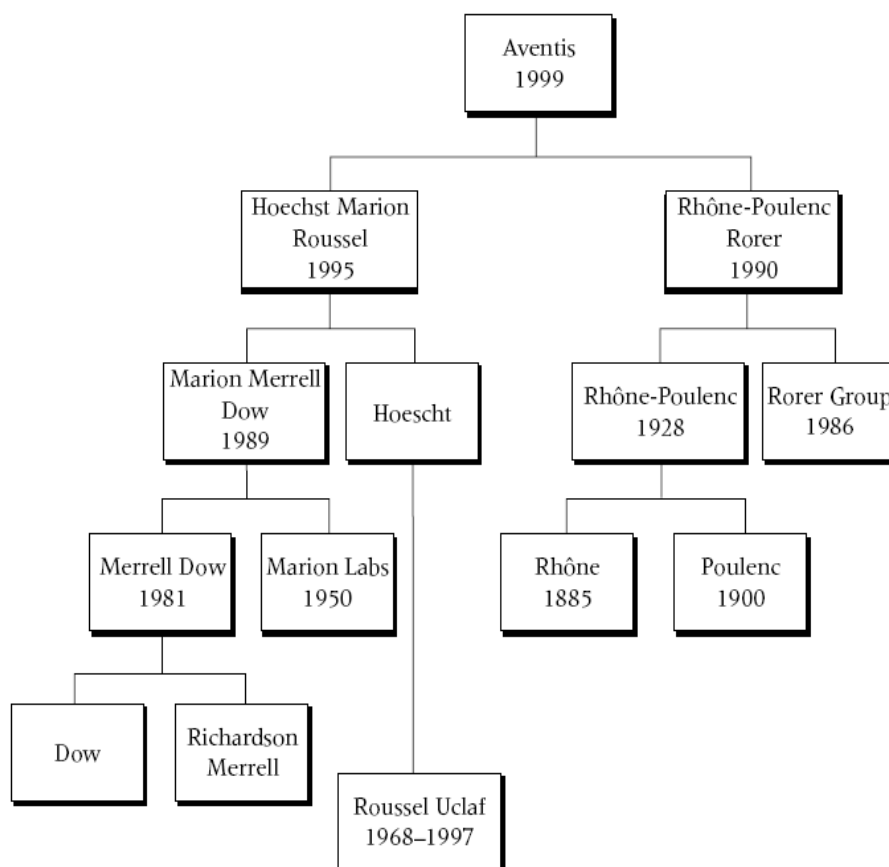 Aventis
1999
Hoechst Marion
Roussel
1995
Rhône-Poulenc
Rorer
1990
Marion Merrell
Dow
1989
Hoescht
Rhône-Poulenc
1928
Rorer Group
1986
Merrell Dow
1981
Marion Labs
1950
Rhône
1885
Poulenc
1900
Dow
Richardson
Merrell
Roussel Uclaf
1968–1997